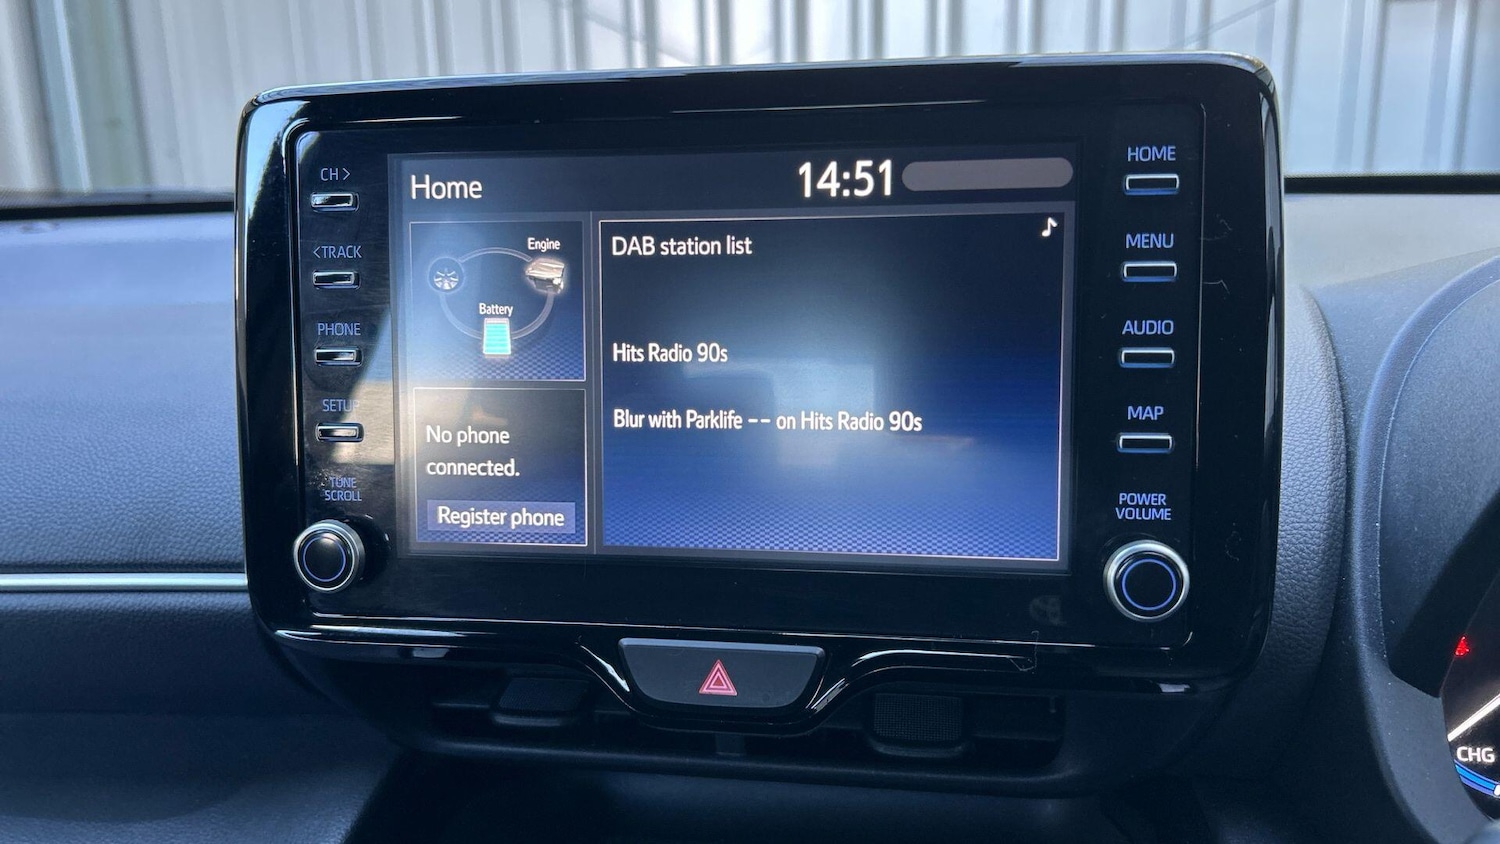 CH >
< TRACK
PHONE
SETUP
TUNE
SCROLL
Home
14:51
Engine
Battery
No phone
connected.
Register phone
DAB station list
Hits Radio 90s
Blur with Parklife -- on Hits Radio 90s
HOME
MENU
AUDIO
MAP
POWER
VOLUME
CHG